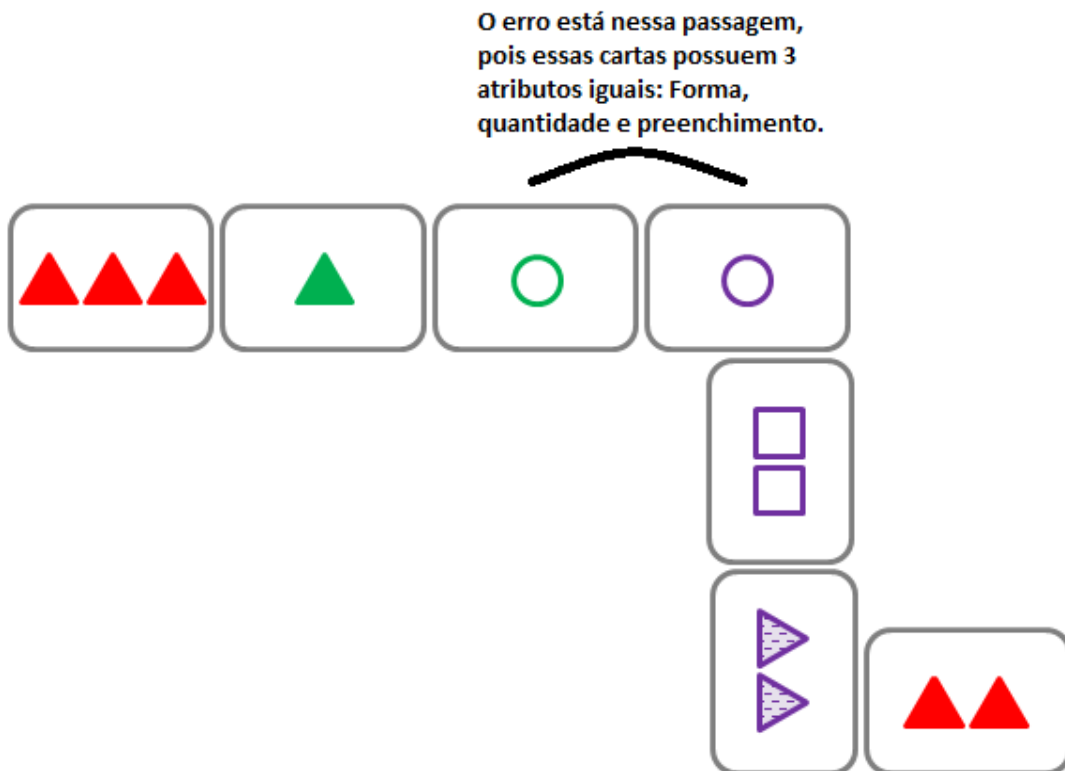 O erro está nessa passagem,
pois essas cartas possuem 3
atributos iguais: Forma,
quantidade e preenchimento.